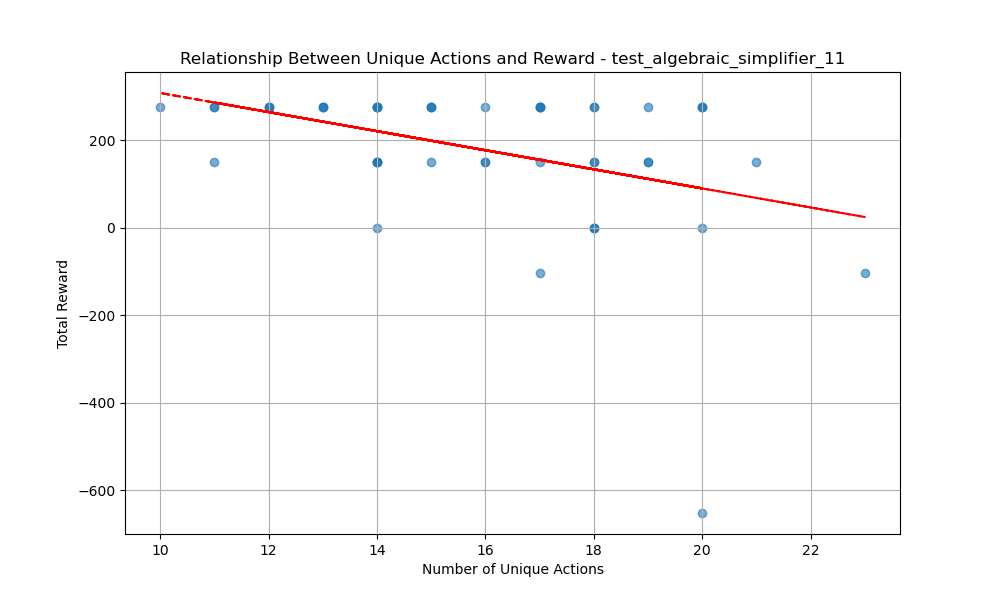 Relationship Between Unique Actions and Reward - test_algebraic_simplifier_11
200
0
−200
−400
−600
Total Reward
10 12 14 16 18 20 22
Number of Unique Actions